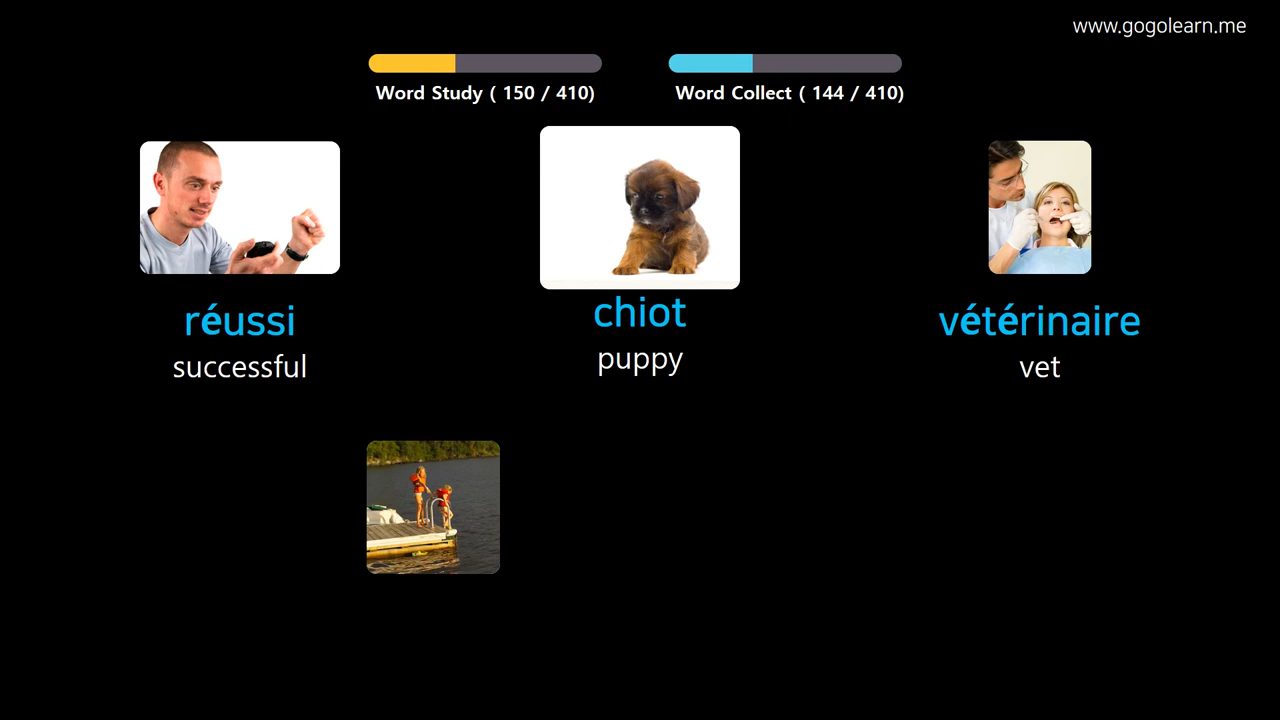 www.gogolearn.me
Word Study ( 150 / 410)
Word Collect ( 144 / 410)
réussi
successful
chiot
puppy
vétérinaire
vet